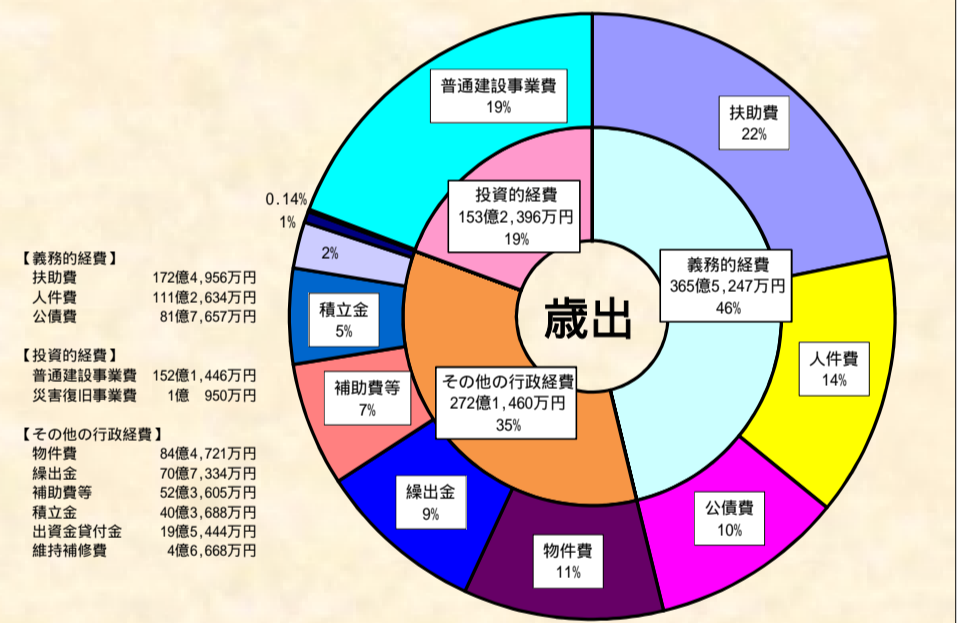 【義務的経費】
扶助費 172億4,956万円
人件費 111億2,634万円
公債費 81億7,657万円
【投資的経費】
普通建設事業費 152億1,446万円
災害復旧事業費 1億 950万円
【その他の行政経費】
物件費 84億4,721万円
繰出金 70億7,334万円
補助費等 52億3,605万円
積立金 40億3,688万円
出資金貸付金 19億5,444万円
維持補修費 4億6,668万円
普通建設事業費
19%
扶助費
22%
投資的経費
153億2,396万円
19%
0.14%
1%
2%
義務的経費
365億5,247万円
46%
積立金
5%
歳出
人件費
14%
補助費等
7%
その他の行政経費
272億1,460万円
35%
繰出金
9%
公債費
10%
物件費
11%